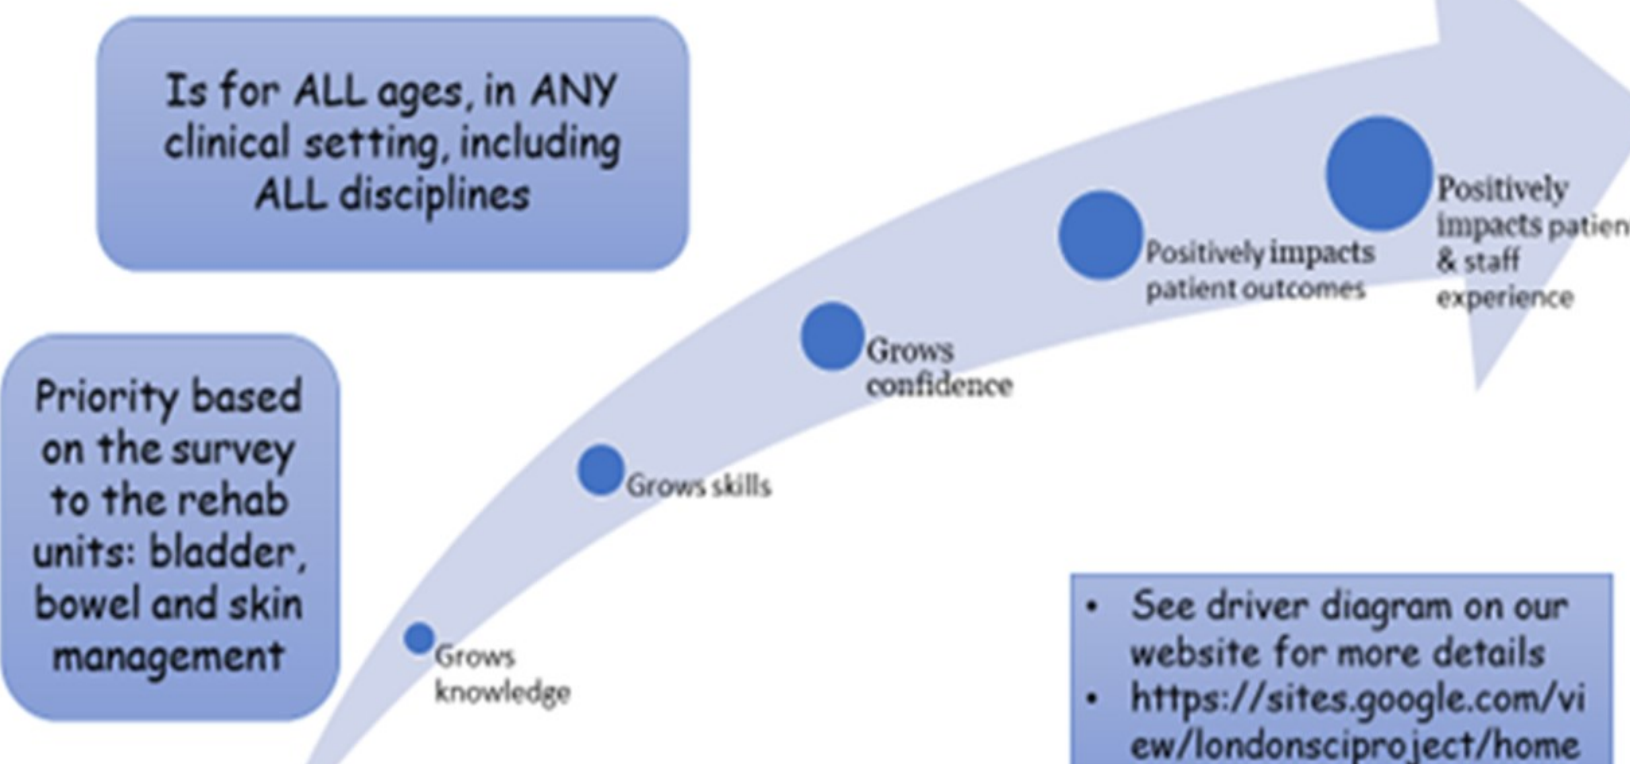 Is for ALL ages, in ANY
clinical setting, including
ALL disciplines
Priority based
on the survey
to the rehab
units: bladder,
bowel and skin
management
Grows
knowledge
Grows skills
Grows
confidence
Positively impacts
patient outcomes
Positively
impacts patien
& staff
experience
• See driver diagram on our
website for more details
• https://sites.google.com/vi
ew/londonsciproject/home